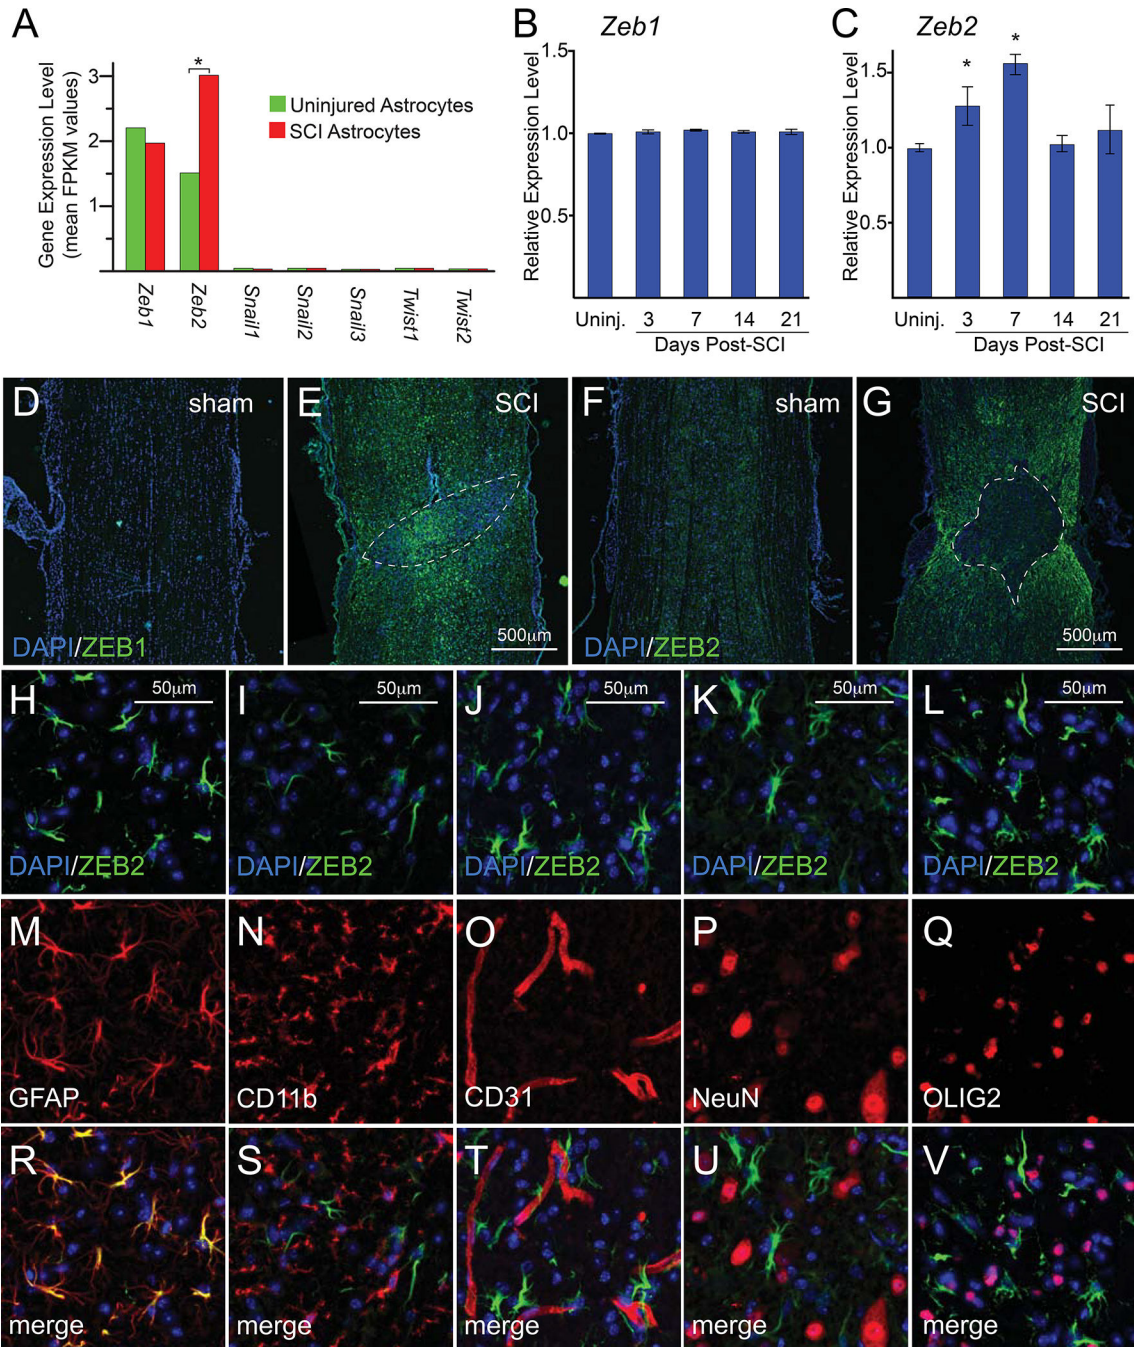 A
Gene Expression Level
(mean FPKM values)
3
2
1
*
Uninjured Astrocytes
SCI Astrocytes
Zeb1
Zeb2
Snail1
Snail2
Snail3
Twist1
Twist2
B
Zeb1
Relative Expression Level
1.5
1.0
0.5
Uninj.
3
7
14
21
Days Post-SCI
C
Zeb2
Relative Expression Level
1.5
1.0
0.5
*
*
Uninj.
3
7
14
21
Days Post-SCI
D
sham
DAPI/ZEB1
E
SCI
500µm
F
sham
DAPI/ZEB2
G
SCI
500µm
H
50µm
DAPI/ZEB2
I
50µm
DAPI/ZEB2
J
50µm
DAPI/ZEB2
K
50µm
DAPI/ZEB2
L
50µm
DAPI/ZEB2
M
GFAP
N
CD11b
O
CD31
P
NeuN
Q
OLIG2
R
merge
S
merge
T
merge
U
merge
V
merge